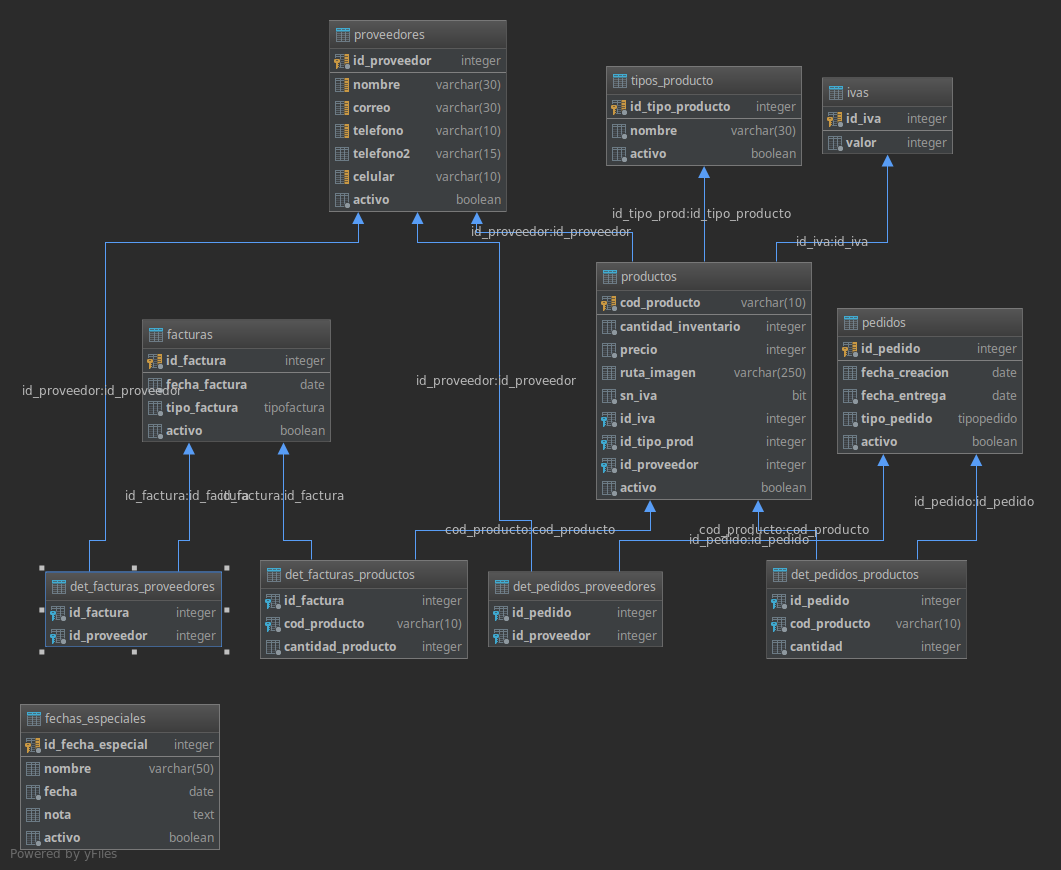 proveedores
id_proveedor integer
nombre varchar(30)
correo varchar(30)
telefono varchar(10)
telefono2 varchar(15)
celular varchar(10)
activo boolean
tipos_producto
id_tipo_producto integer
nombre varchar(30)
activo boolean
ivas
id_iva integer
valor integer
id_tipo_prod:id_tipo_producto
id_proveedor:id_proveedor
id_iva:id_iva
productos
cod_producto varchar(10)
cantidad_inventario integer
precio integer
ruta_imagen varchar(250)
sn_iva bit
id_iva integer
id_tipo_prod integer
id_proveedor integer
activo boolean
pedidos
id_pedido integer
fecha_creacion date
fecha_entrega date
tipo_pedido tipopedido
activo boolean
facturas
id_factura integer
fecha_factura date
tipo_factura tipofactura
activo boolean
id_proveedor:id_proveedor
id_proveedor:id_proveedor
id_factura:id_factura
id_factura:id_factura
id_pedido:id_pedido
cod_producto:cod_producto
cod_producto:cod_producto
id_pedido:id_pedido
det_facturas_proveedores
id_factura integer
id_proveedor integer
det_facturas_productos
id_factura integer
cod_producto varchar(10)
cantidad_producto integer
det_pedidos_proveedores
id_pedido integer
id_proveedor integer
det_pedidos_productos
id_pedido integer
cod_producto varchar(10)
cantidad integer
fechas_especiales
id_fecha_especial integer
nombre varchar(50)
fecha date
nota text
activo boolean
Powered by yFiles